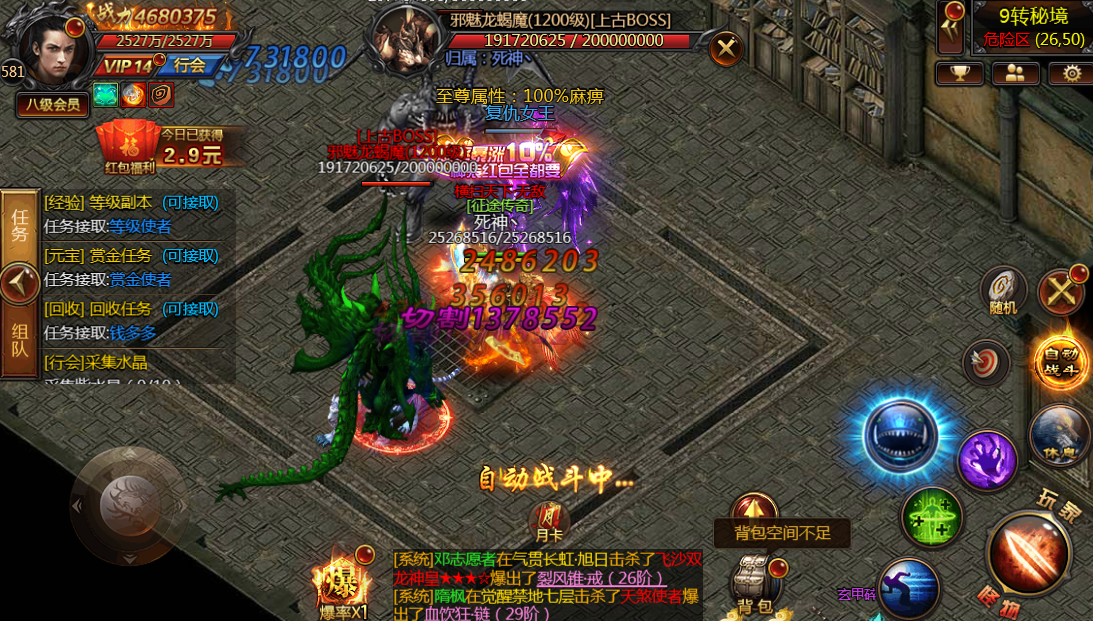 战力4680375
2527万/2527万
581
VIP14
行会
八级会员
731800
731800
邪魅龙蝎魔(1200级)[上古BOSS]
191720625 / 200000000
归属：死神丶
9转秘境
危险区 (26,50)
今日已获得
2.9元
红包福利
至尊属性：100%麻痹
复仇女王
[上古BOSS]
邪魅龙蝎魔(1200级)
191720625/200000000
10%
红包全都要
横扫天下无敌
[征途传奇]
死神丶
25268516/25268516
2486203
356013
切割1378552
任务
组队
[经验] 等级副本 (可接取)
任务接取:等级使者
[元宝] 赏金任务 (可接取)
任务接取:赏金使者
[回收] 回收任务 (可接取)
任务接取:钱多多
[行会]采集水晶
随机
自动
战斗
休息
玩家
怪物
自动战斗中...
月
月卡
背包空间不足
背包
玄甲砖
爆
爆率X1
[系统]邓志愿者在气贯长虹·旭日击杀了飞沙双
龙神皇★★★☆爆出了裂风锥·戒（26阶）
[系统]隋枫在觉醒禁地七层击杀了天煞使者爆
出了血饮狂·链（29阶）